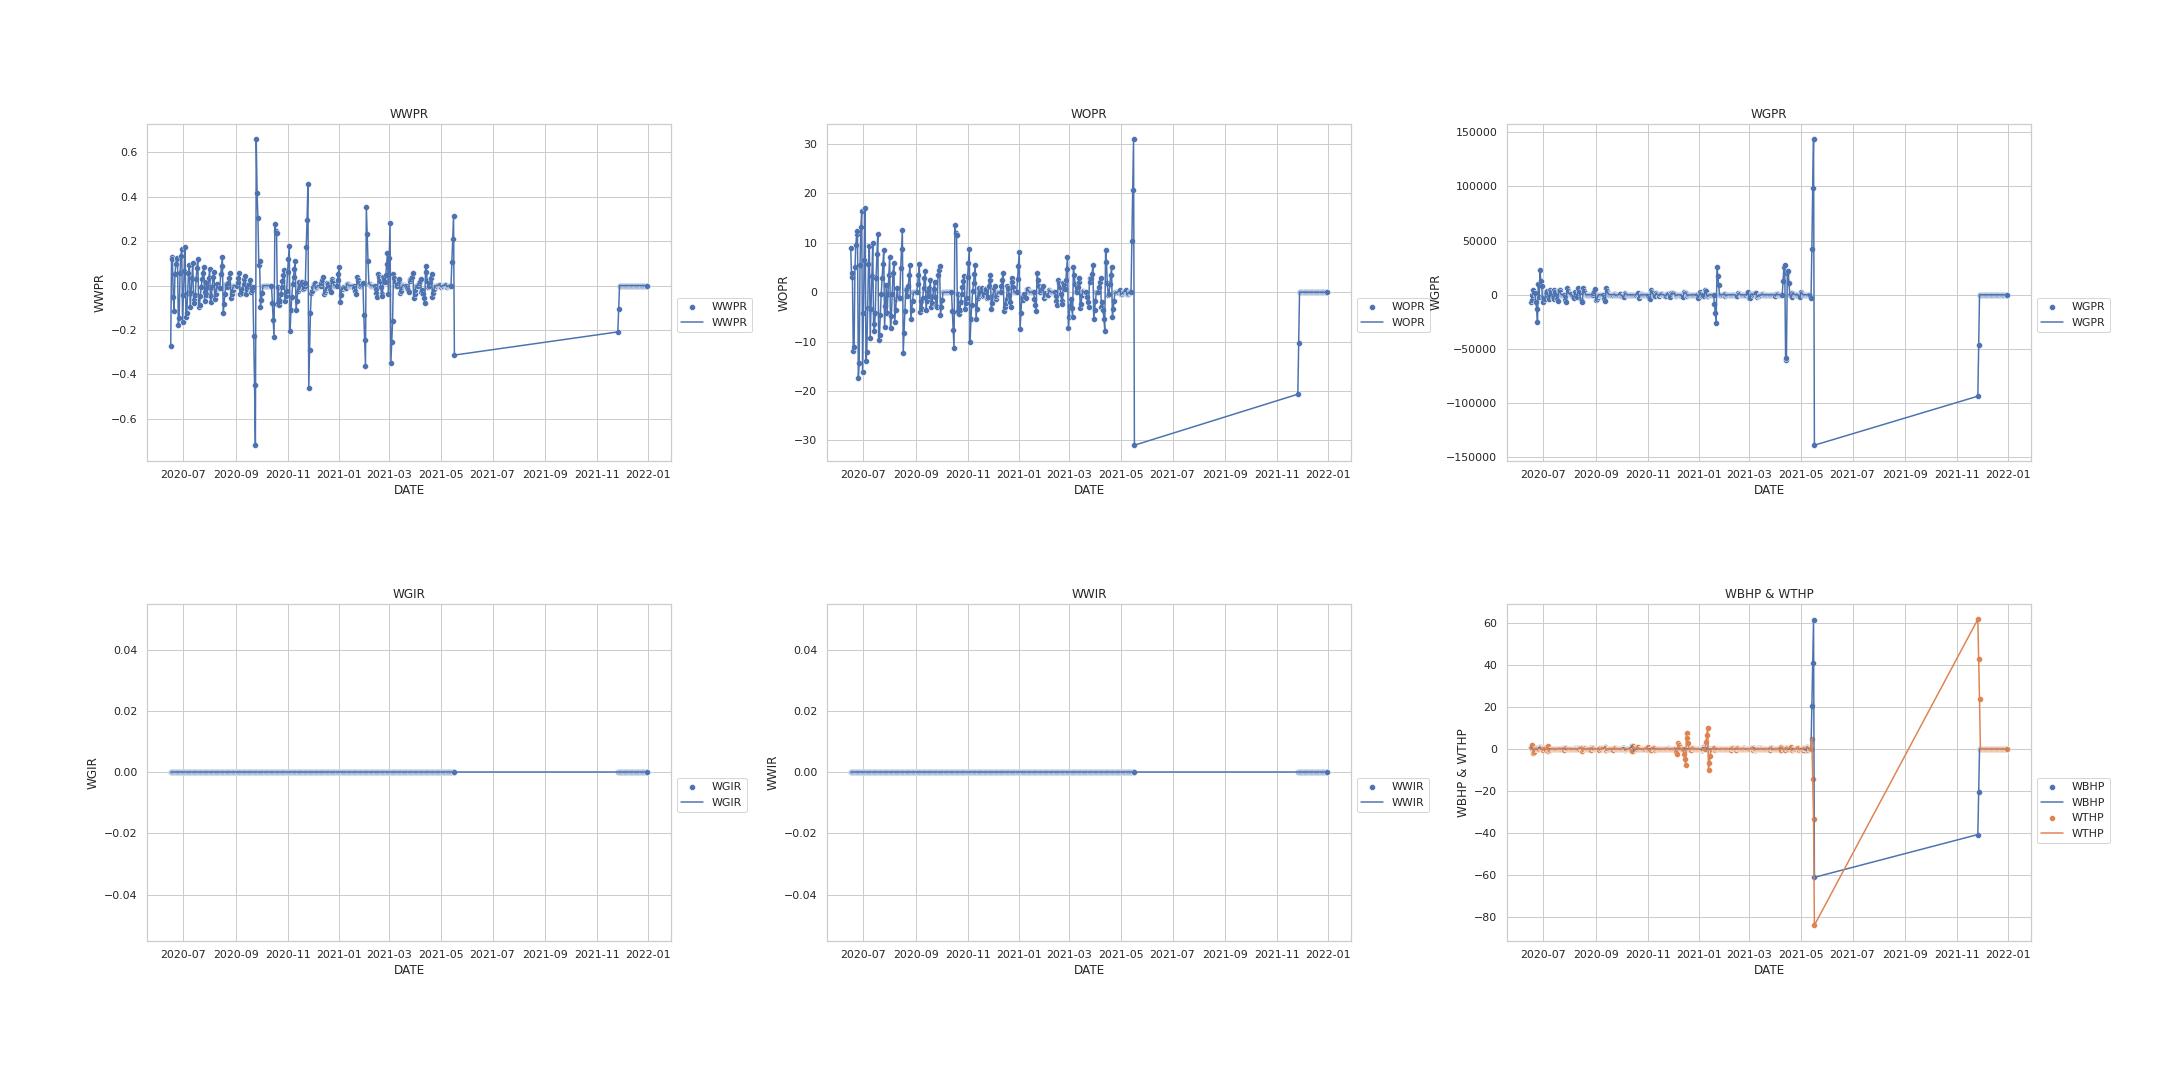 WWPR
WWPR
0.6
0.4
0.2
0.0
−0.2
−0.4
−0.6
2020-07 2020-09 2020-11 2021-01 2021-03 2021-05 2021-07 2021-09 2021-11 2022-01
DATE
WWPR
WWPR
WOPR
WOPR
30
20
10
0
−10
−20
−30
2020-07 2020-09 2020-11 2021-01 2021-03 2021-05 2021-07 2021-09 2021-11 2022-01
DATE
WOPR
WOPR
WGPR
WGPR
150000
100000
50000
0
−50000
−100000
−150000
2020-07 2020-09 2020-11 2021-01 2021-03 2021-05 2021-07 2021-09 2021-11 2022-01
DATE
WGPR
WGPR
WGIR
WGIR
0.04
0.02
0.00
−0.02
−0.04
2020-07 2020-09 2020-11 2021-01 2021-03 2021-05 2021-07 2021-09 2021-11 2022-01
DATE
WGIR
WGIR
WWIR
WWIR
0.04
0.02
0.00
−0.02
−0.04
2020-07 2020-09 2020-11 2021-01 2021-03 2021-05 2021-07 2021-09 2021-11 2022-01
DATE
WWIR
WWIR
WBHP & WTHP
WBHP & WTHP
60
40
20
0
−20
−40
−60
−80
2020-07 2020-09 2020-11 2021-01 2021-03 2021-05 2021-07 2021-09 2021-11 2022-01
DATE
WBHP
WBHP
WTHP
WTHP